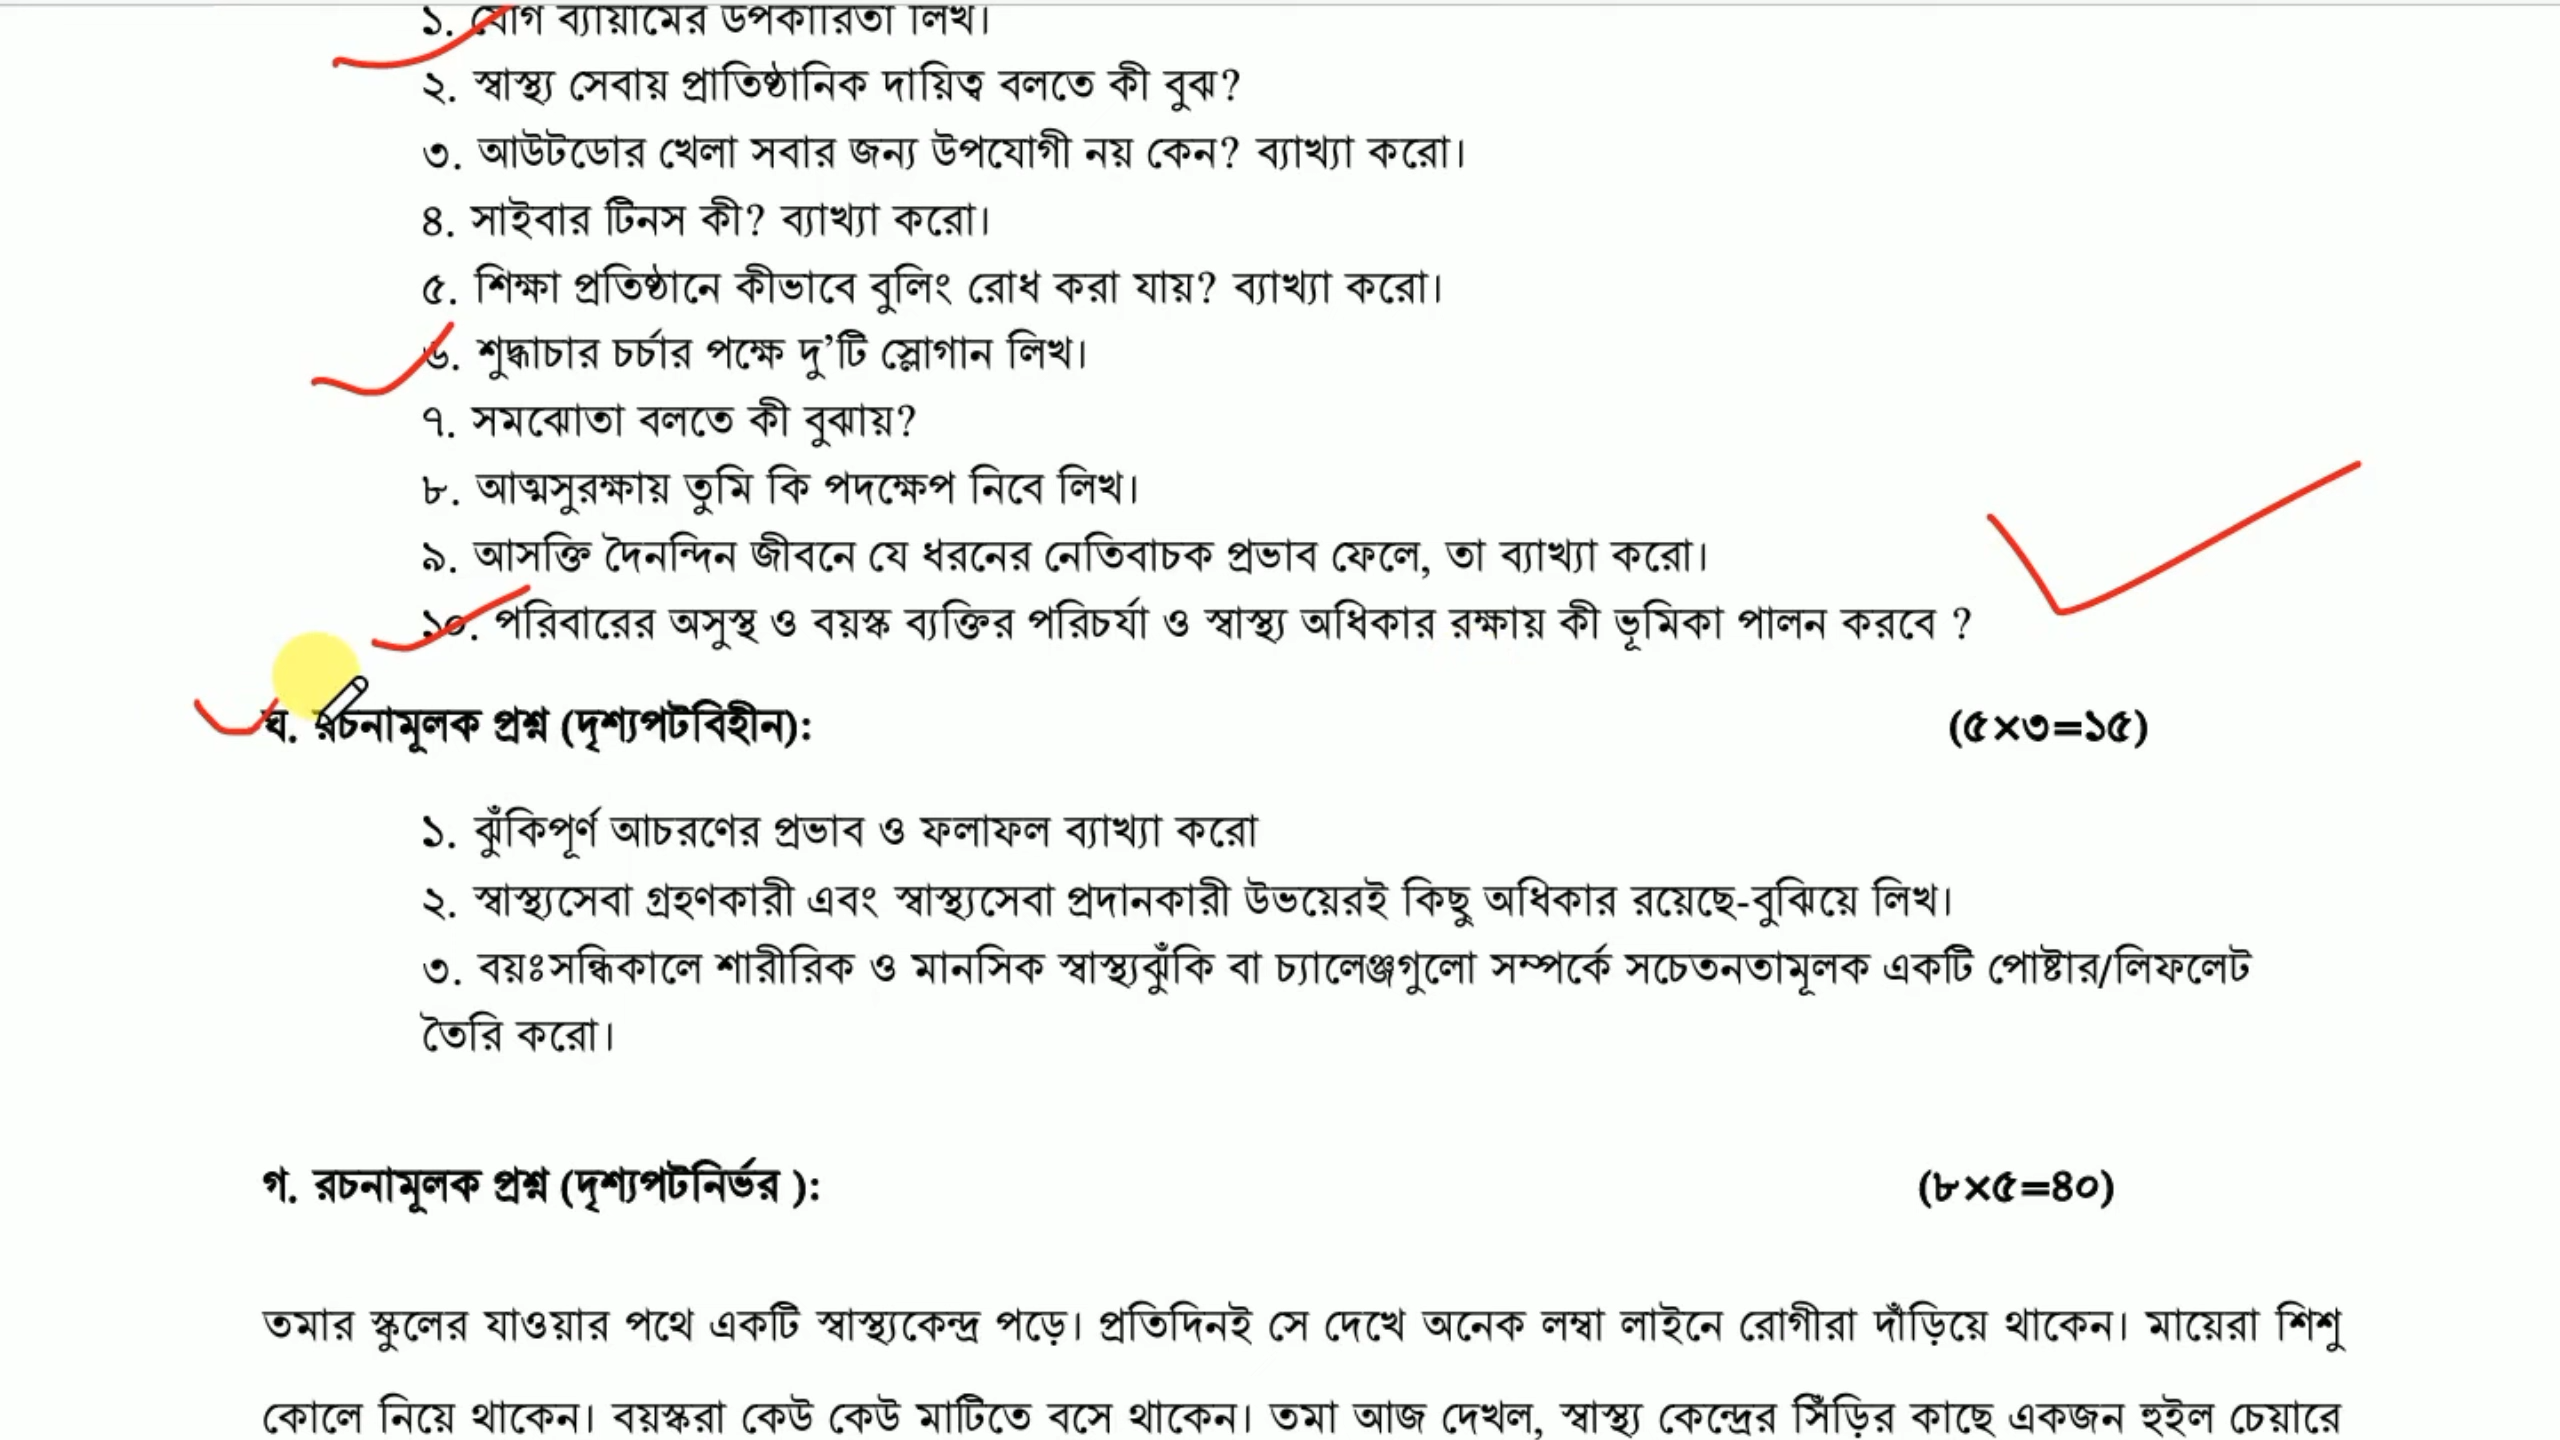 ১. যোগ ব্যায়ামের উপকারিতা লিখ।
২. স্বাস্থ্য সেবায় প্রাতিষ্ঠানিক দায়িত্ব বলতে কী বুঝ?
৩. আউটডোর খেলা সবার জন্য উপযোগী নয় কেন? ব্যাখ্যা করো।
৪. সাইবার টিনস কী? ব্যাখ্যা করো।
৫. শিক্ষা প্রতিষ্ঠানে কীভাবে বুলিং রোধ করা যায়? ব্যাখ্যা করো।
৬. শুদ্ধাচার চর্চার পক্ষে দু’টি স্লোগান লিখ।
৭. সমঝোতা বলতে কী বুঝায়?
৮. আত্মসুরক্ষায় তুমি কি পদক্ষেপ নিবে লিখ।
৯. আসক্তি দৈনন্দিন জীবনে যে ধরনের নেতিবাচক প্রভাব ফেলে, তা ব্যাখ্যা করো।
১০. পরিবারের অসুস্থ ও বয়স্ক ব্যক্তির পরিচর্যা ও স্বাস্থ্য অধিকার রক্ষায় কী ভূমিকা পালন করবে ?
ঘ. রচনামূলক প্রশ্ন (দৃশ্যপটবিহীন): (৫×৩=১৫)
১. ঝুঁকিপূর্ণ আচরণের প্রভাব ও ফলাফল ব্যাখ্যা করো
২. স্বাস্থ্যসেবা গ্রহণকারী এবং স্বাস্থ্যসেবা প্রদানকারী উভয়েরই কিছু অধিকার রয়েছে-বুঝিয়ে লিখ।
৩. বয়ঃসন্ধিকালে শারীরিক ও মানসিক স্বাস্থ্যঝুঁকি বা চ্যালেঞ্জগুলো সম্পর্কে সচেতনতামূলক একটি পোষ্টার/লিফলেট
তৈরি করো।
গ. রচনামূলক প্রশ্ন (দৃশ্যপটনির্ভর ): (৮×৫=৪০)
তমার স্কুলের যাওয়ার পথে একটি স্বাস্থ্যকেন্দ্র পড়ে। প্রতিদিনই সে দেখে অনেক লম্বা লাইনে রোগীরা দাঁড়িয়ে থাকেন। মায়েরা শিশু
কোলে নিয়ে থাকেন। বয়স্করা কেউ কেউ মাটিতে বসে থাকেন। তমা আজ দেখল, স্বাস্থ্য কেন্দ্রের সিঁড়ির কাছে একজন হুইল চেয়ারে